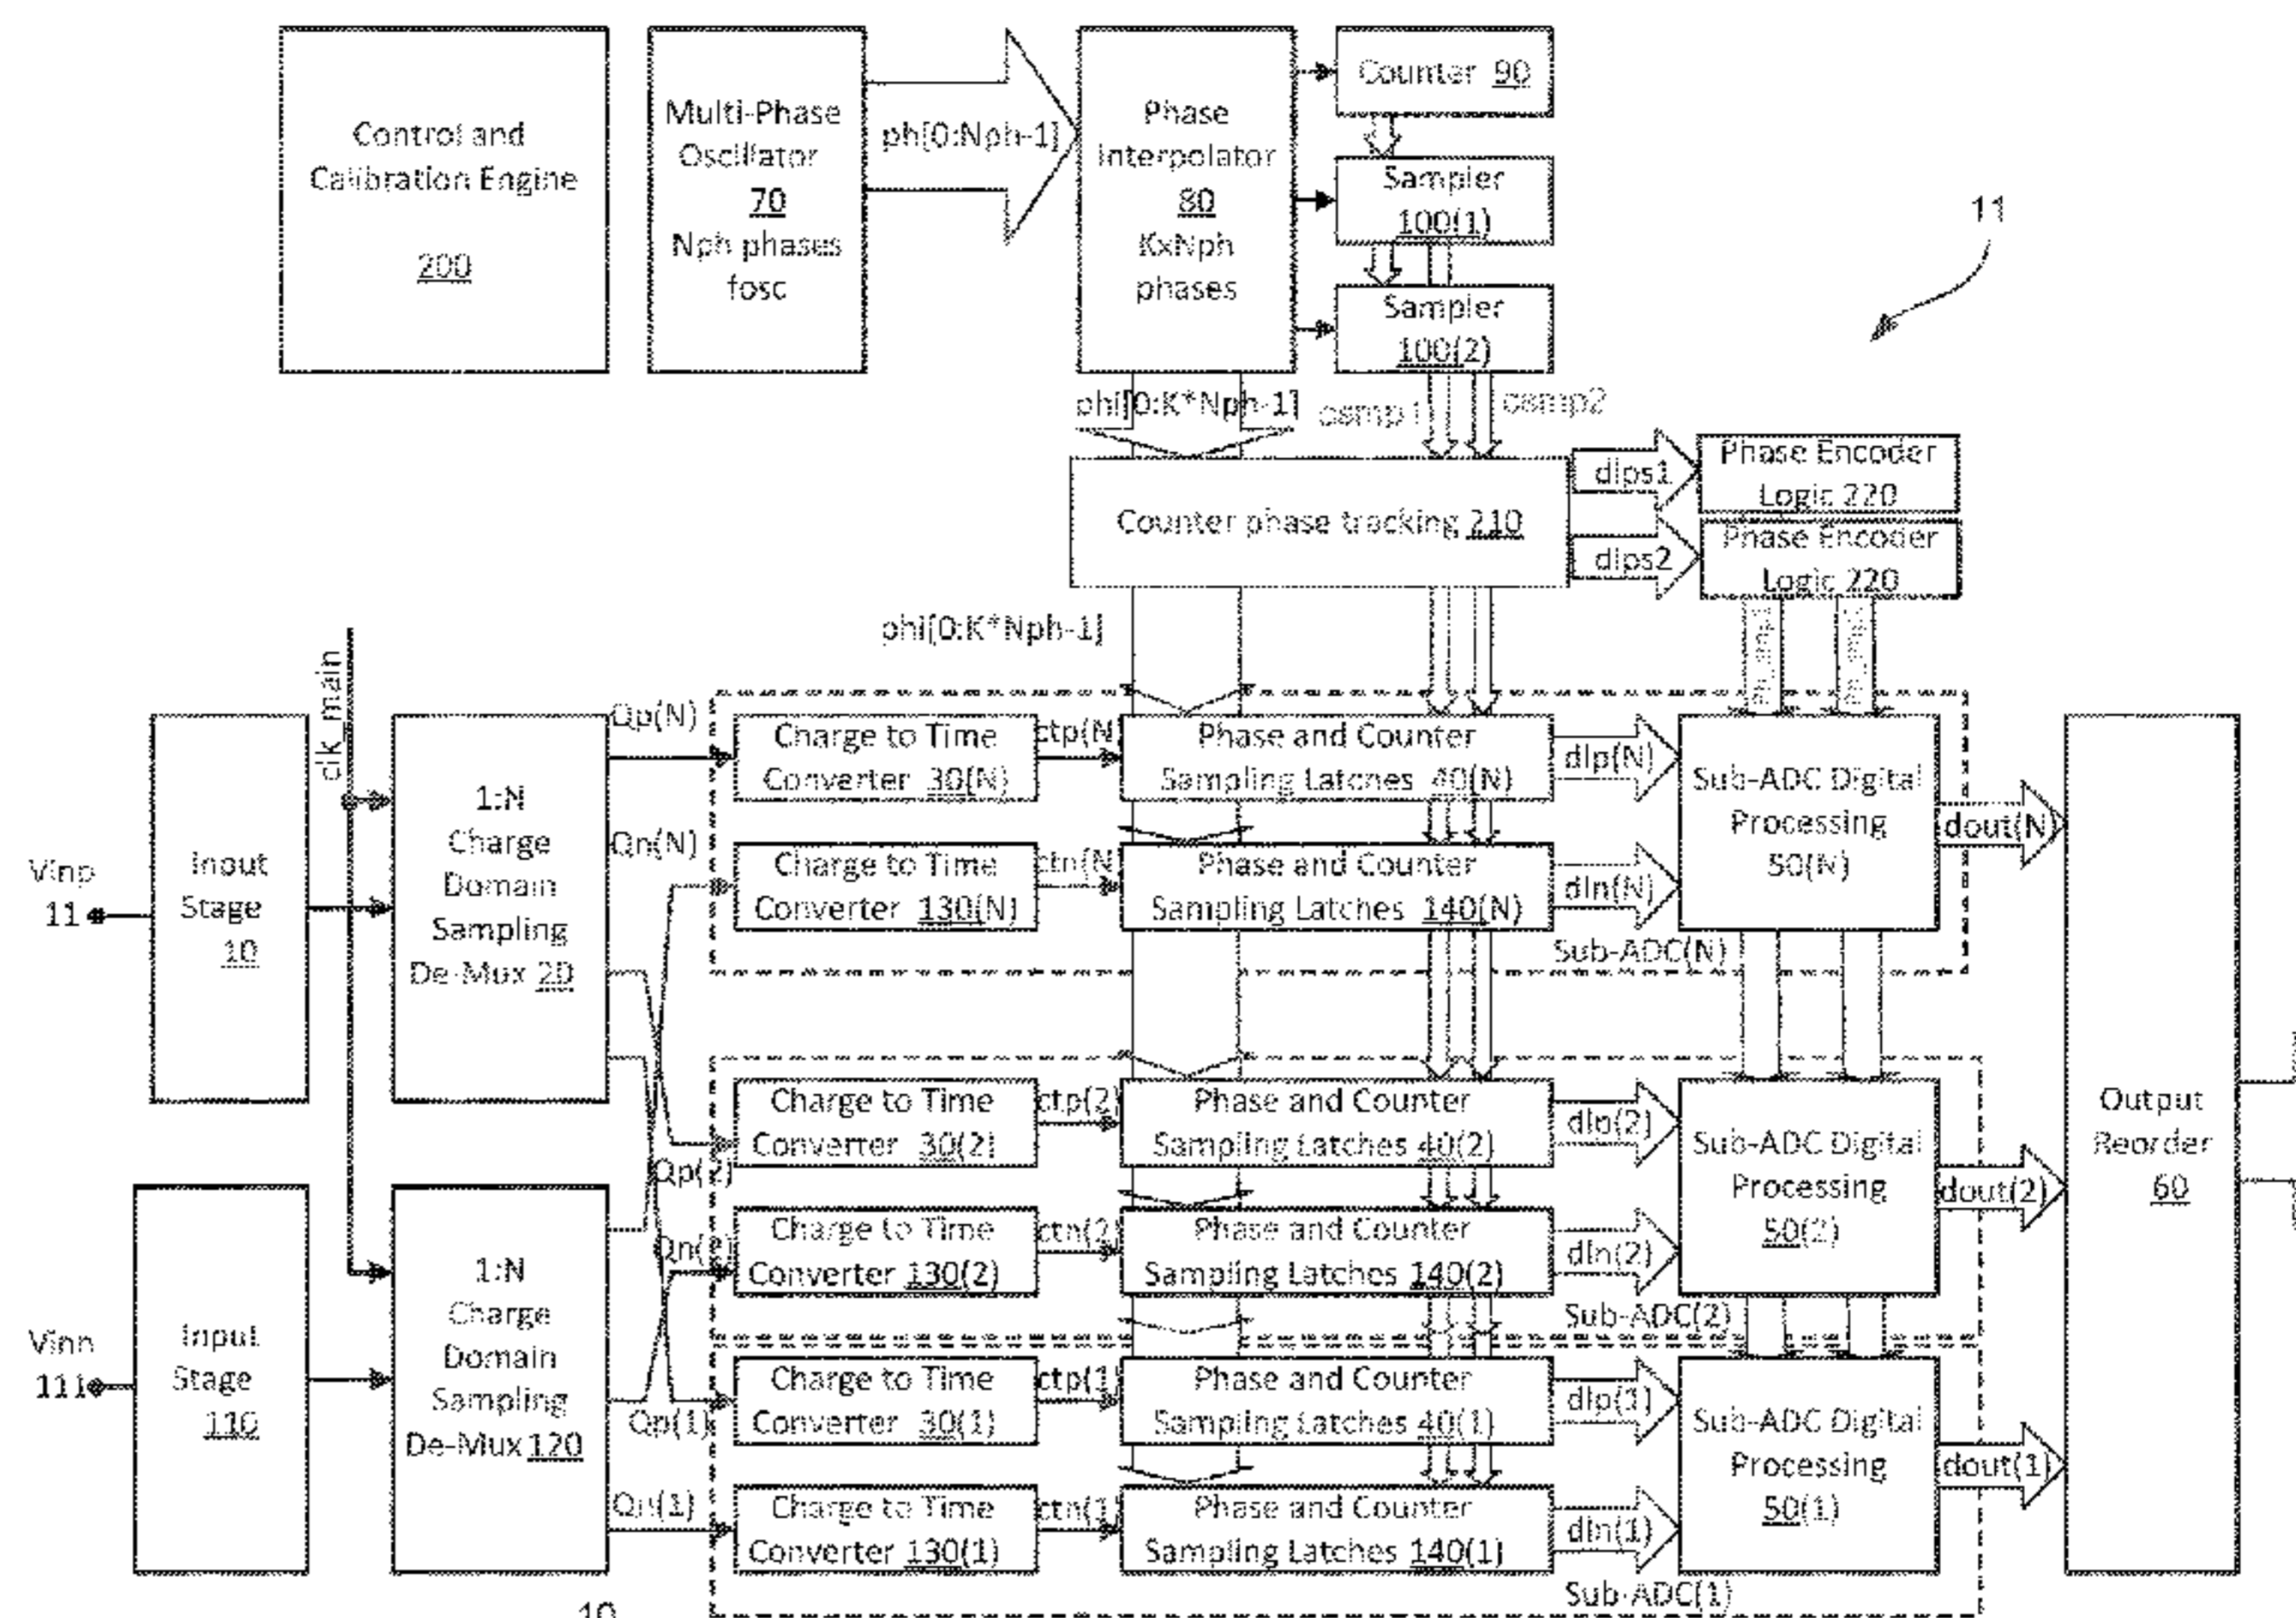 Control and
Calibration Engine
200
Multi-Phase
Oscillator
70
Nph phases
fosc
ph[0:Nph-1]
Phase
Interpolator
80
KxNph
phases
Counter 90
Sampler
100(1)
Sampler
100(2)
11
phi[0:K*Nph-1]
csmp1
csmp2
Counter phase tracking 210
dlps1
dlps2
Phase Encoder
Logic 220
Phase Encoder
Logic 220
phi[0:K*Nph-1]
clk_main
Vinp
11
Input
Stage
10
1:N
Charge
Domain
Sampling
De-Mux 20
Qp(N)
Qn(N)
Charge to Time
Converter 30(N)
ctp(N)
Phase and Counter
Sampling Latches 40(N)
dlp(N)
Charge to Time
Converter 130(N)
ctn(N)
Phase and Counter
Sampling Latches 140(N)
dln(N)
Sub-ADC Digital
Processing
50(N)
dout(N)
Sub-ADC(N)
Charge to Time
Converter 30(2)
Qp(2)
ctp(2)
Phase and Counter
Sampling Latches 40(2)
dlp(2)
Qn(2)
Charge to Time
Converter 130(2)
ctn(2)
Phase and Counter
Sampling Latches 140(2)
dln(2)
Sub-ADC Digital
Processing
50(2)
dout(2)
Sub-ADC(2)
Output
Reorder
60
Vinn
111
Input
Stage
110
1:N
Charge
Domain
Sampling
De-Mux 120
Qp(1)
Qn(1)
Charge to Time
Converter 30(1)
ctp(1)
Phase and Counter
Sampling Latches 40(1)
dlp(1)
Charge to Time
Converter 130(1)
ctn(1)
Phase and Counter
Sampling Latches 140(1)
dln(1)
Sub-ADC Digital
Processing
50(1)
dout(1)
Sub-ADC(1)
10